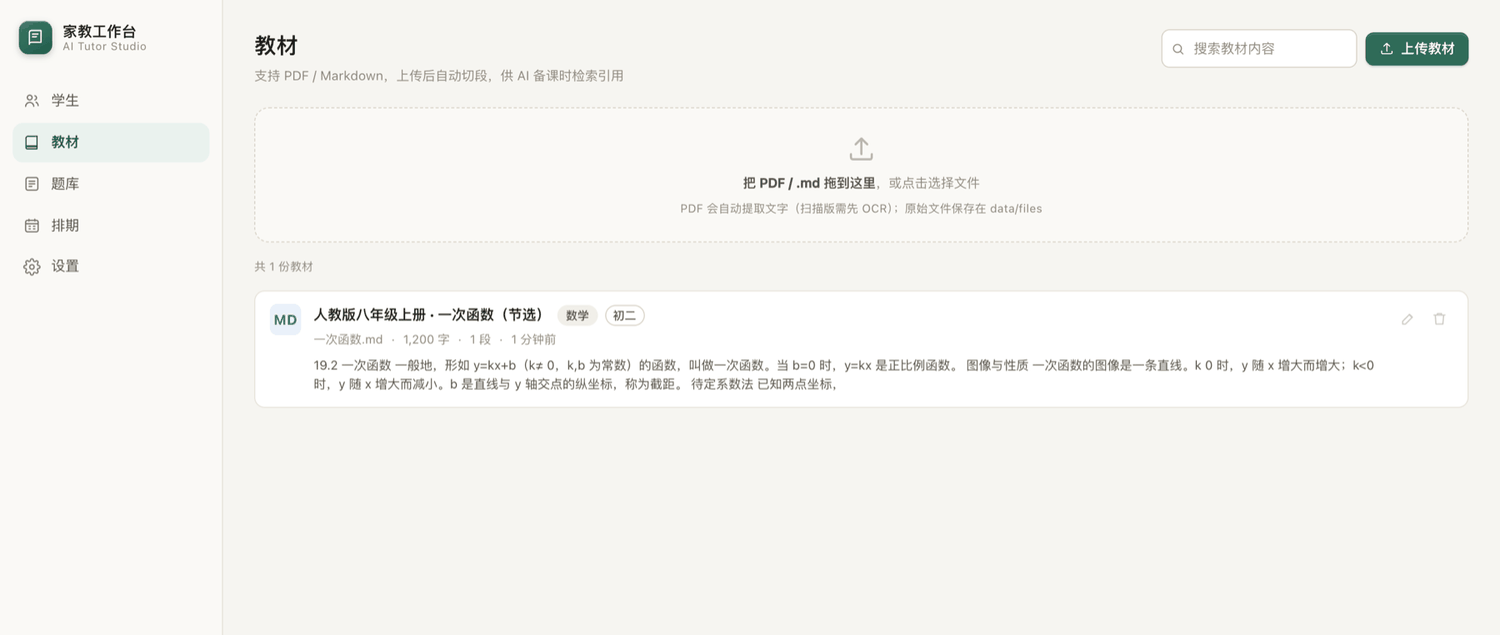 家教工作台
AI Tutor Studio
学生
教材
题库
排期
设置
教材
支持 PDF / Markdown，上传后自动切段，供 AI 备课时检索引用
搜索教材内容
上传教材
把 PDF / .md 拖到这里，或点击选择文件
PDF 会自动提取文字（扫描版需先 OCR）；原始文件保存在 data/files
共 1 份教材
MD
人教版八年级上册 · 一次函数（节选）
数学
初二
一次函数.md · 1,200 字 · 1 段 · 1 分钟前
19.2 一次函数 一般地，形如 y=kx+b（k≠ 0，k,b 为常数）的函数，叫做一次函数。当 b=0 时，y=kx 是正比例函数。 图像与性质 一次函数的图像是一条直线。k 0 时，y 随 x 增大而增大；k<0
时，y 随 x 增大而减小。b 是直线与 y 轴交点的纵坐标，称为截距。 待定系数法 已知两点坐标，